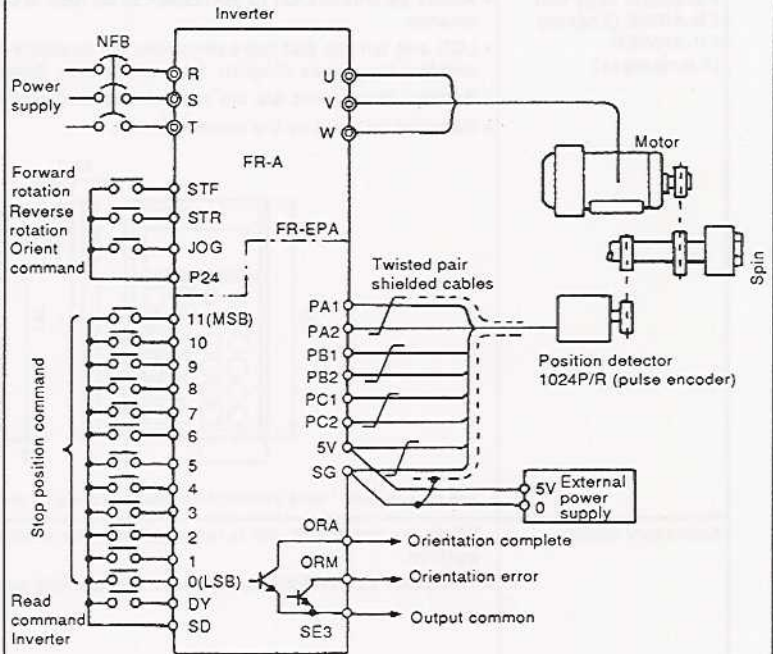 Inverter
NFB
Power
supply
R
S
T
U
V
W
FR-A
Motor
Forward
rotation
Reverse
rotation
Orient
command
STF
STR
JOG
P24
FR-EPA
Twisted pair
shielded cables
Spin
Stop position command
11(MSB)
10
9
8
7
6
5
4
3
2
1
0(LSB)
DY
SD
Read
command
Inverter
PA1
PA2
PB1
PB2
PC1
PC2
5V
SG
Position detector
1024P/R (pulse encoder)
5V
0
External
power
supply
ORA
ORM
SE3
Orientation complete
Orientation error
Output common